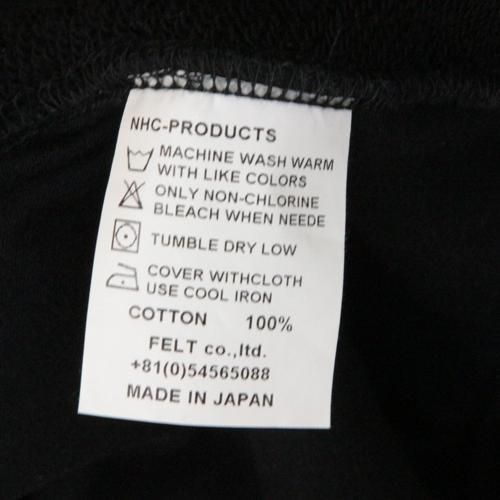 NHC-PRODUCTS
MACHINE WASH WARM
WITH LIKE COLORS
ONLY NON-CHLORINE
BLEACH WHEN NEEDE
TUMBLE DRY LOW
COVER WITHCLOTH
USE COOL IRON
COTTON 100%
FELT co.,ltd.
+81(0)54565088
MADE IN JAPAN